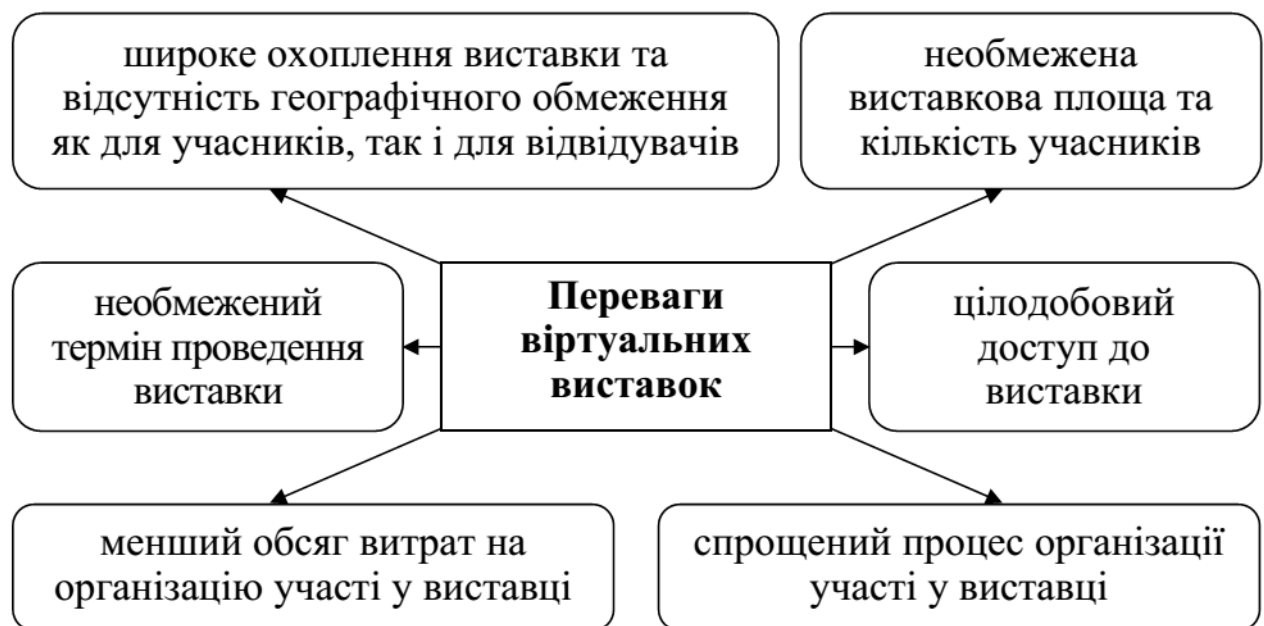 широке охоплення виставки та
відсутність географічного обмеження
як для учасників, так і для відвідувачів
необмежена
виставкова площа та
кількість учасників
необмежений
термін проведення
виставки
Переваги
віртуальних
виставок
цілодобовий
доступ до
виставки
менший обсяг витрат на
організацію участі у виставці
спрощений процес організації
участі у виставці